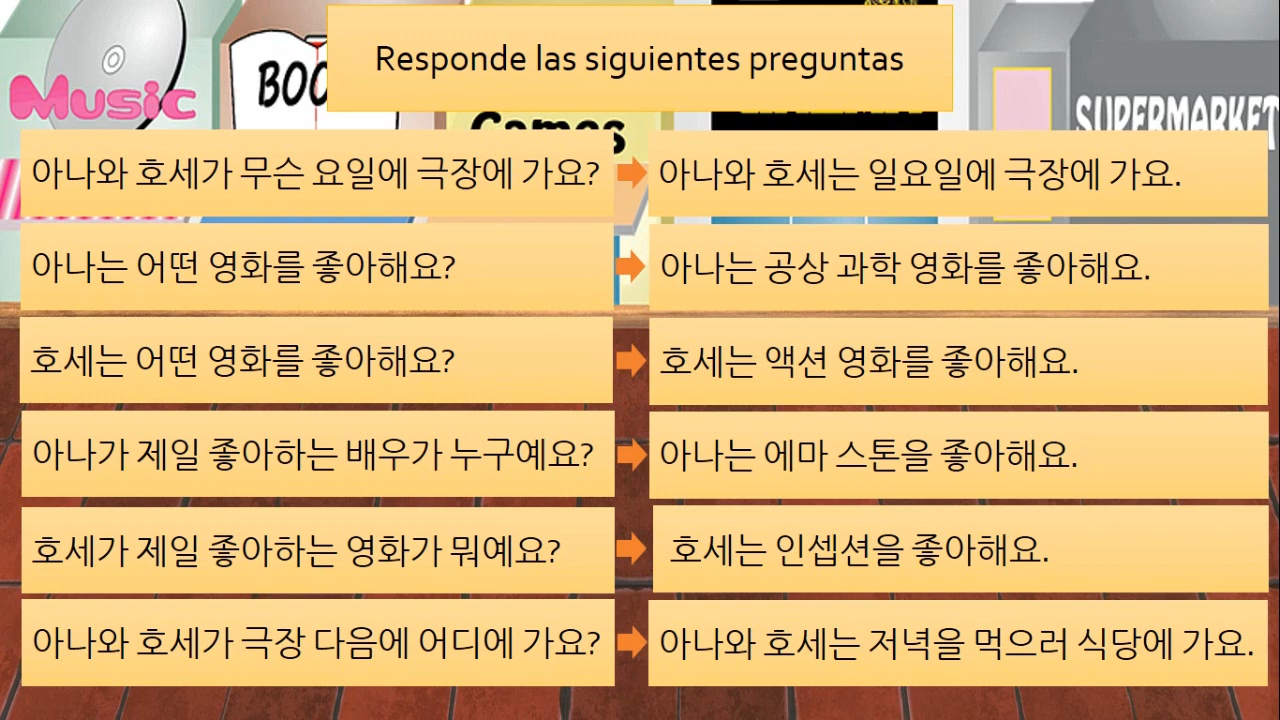 Music
BOO
Responde las siguientes preguntas
Games
SUPERMARKET
아나와 호세가 무슨 요일에 극장에 가요?
아나와 호세는 일요일에 극장에 가요.
아나는 어떤 영화를 좋아해요?
아나는 공상 과학 영화를 좋아해요.
호세는 어떤 영화를 좋아해요?
호세는 액션 영화를 좋아해요.
아나가 제일 좋아하는 배우가 누구예요?
아나는 에마 스톤을 좋아해요.
호세가 제일 좋아하는 영화가 뭐예요?
호세는 인셉션을 좋아해요.
아나와 호세가 극장 다음에 어디에 가요?
아나와 호세는 저녁을 먹으러 식당에 가요.